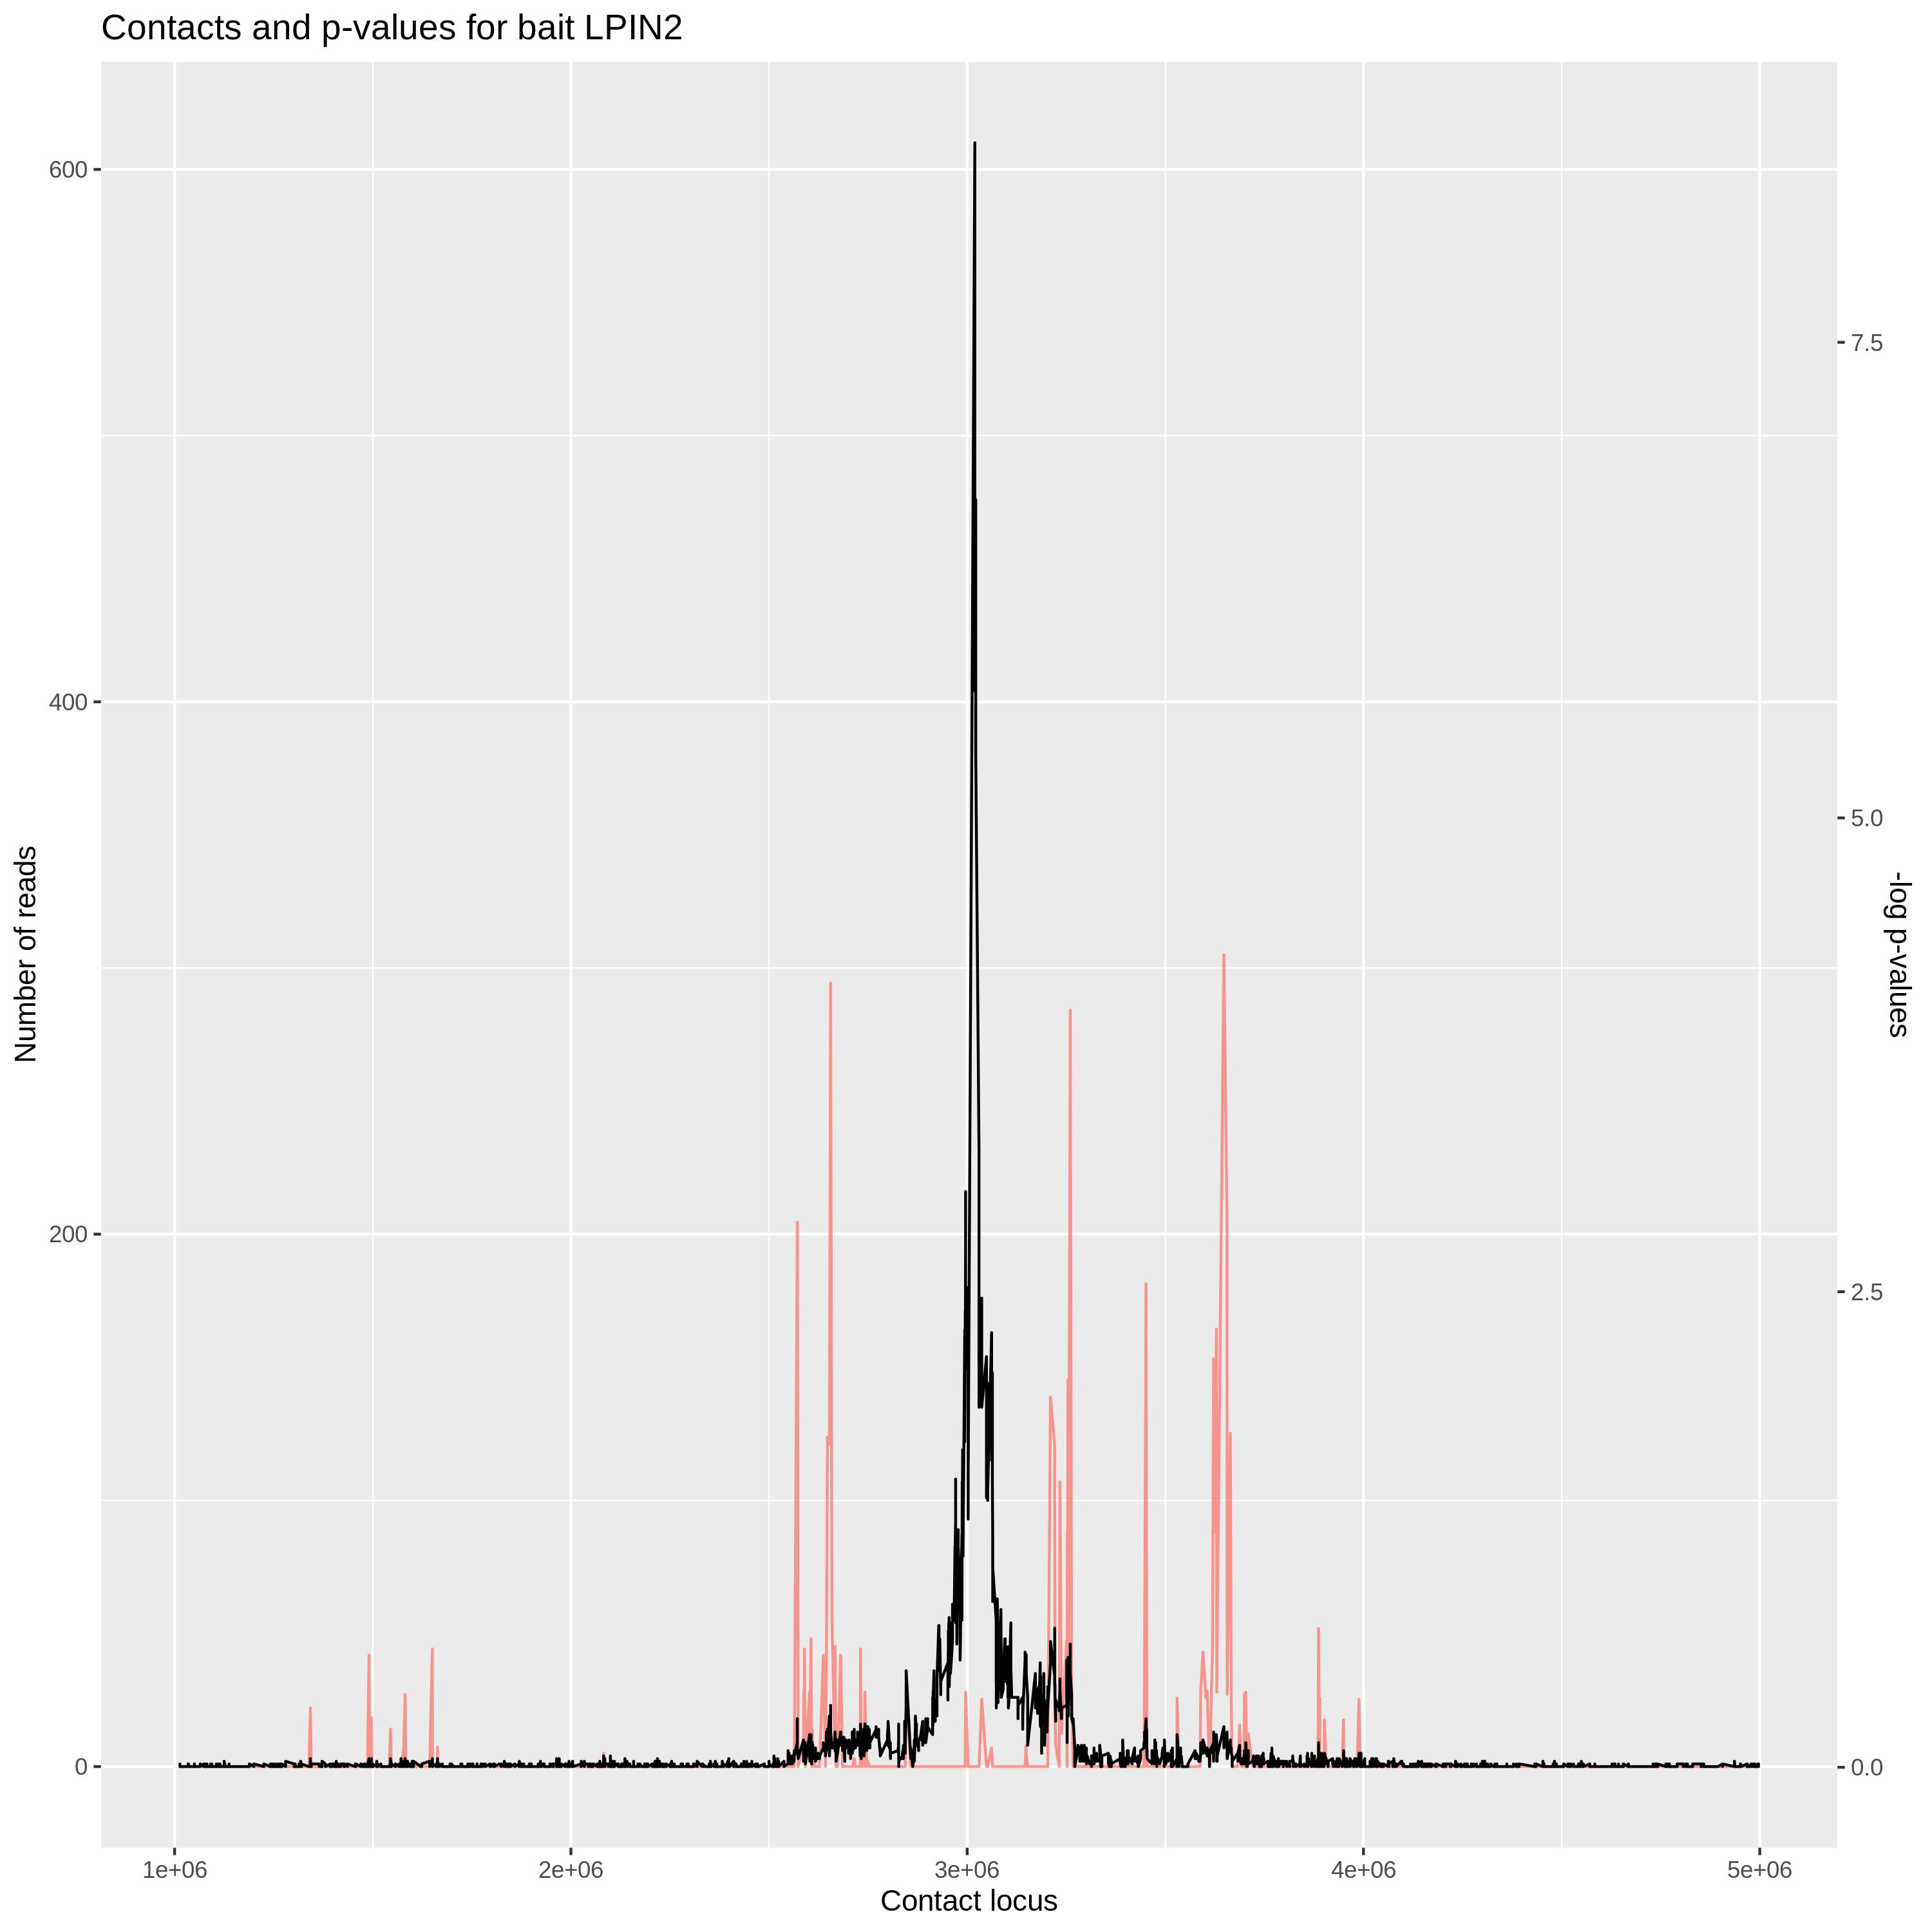 Contacts and p-values for bait LPIN2
600
400
200
0
Number of reads
7.5
5.0
2.5
0.0
-log p-values
1e+06 2e+06 3e+06 4e+06 5e+06
Contact locus